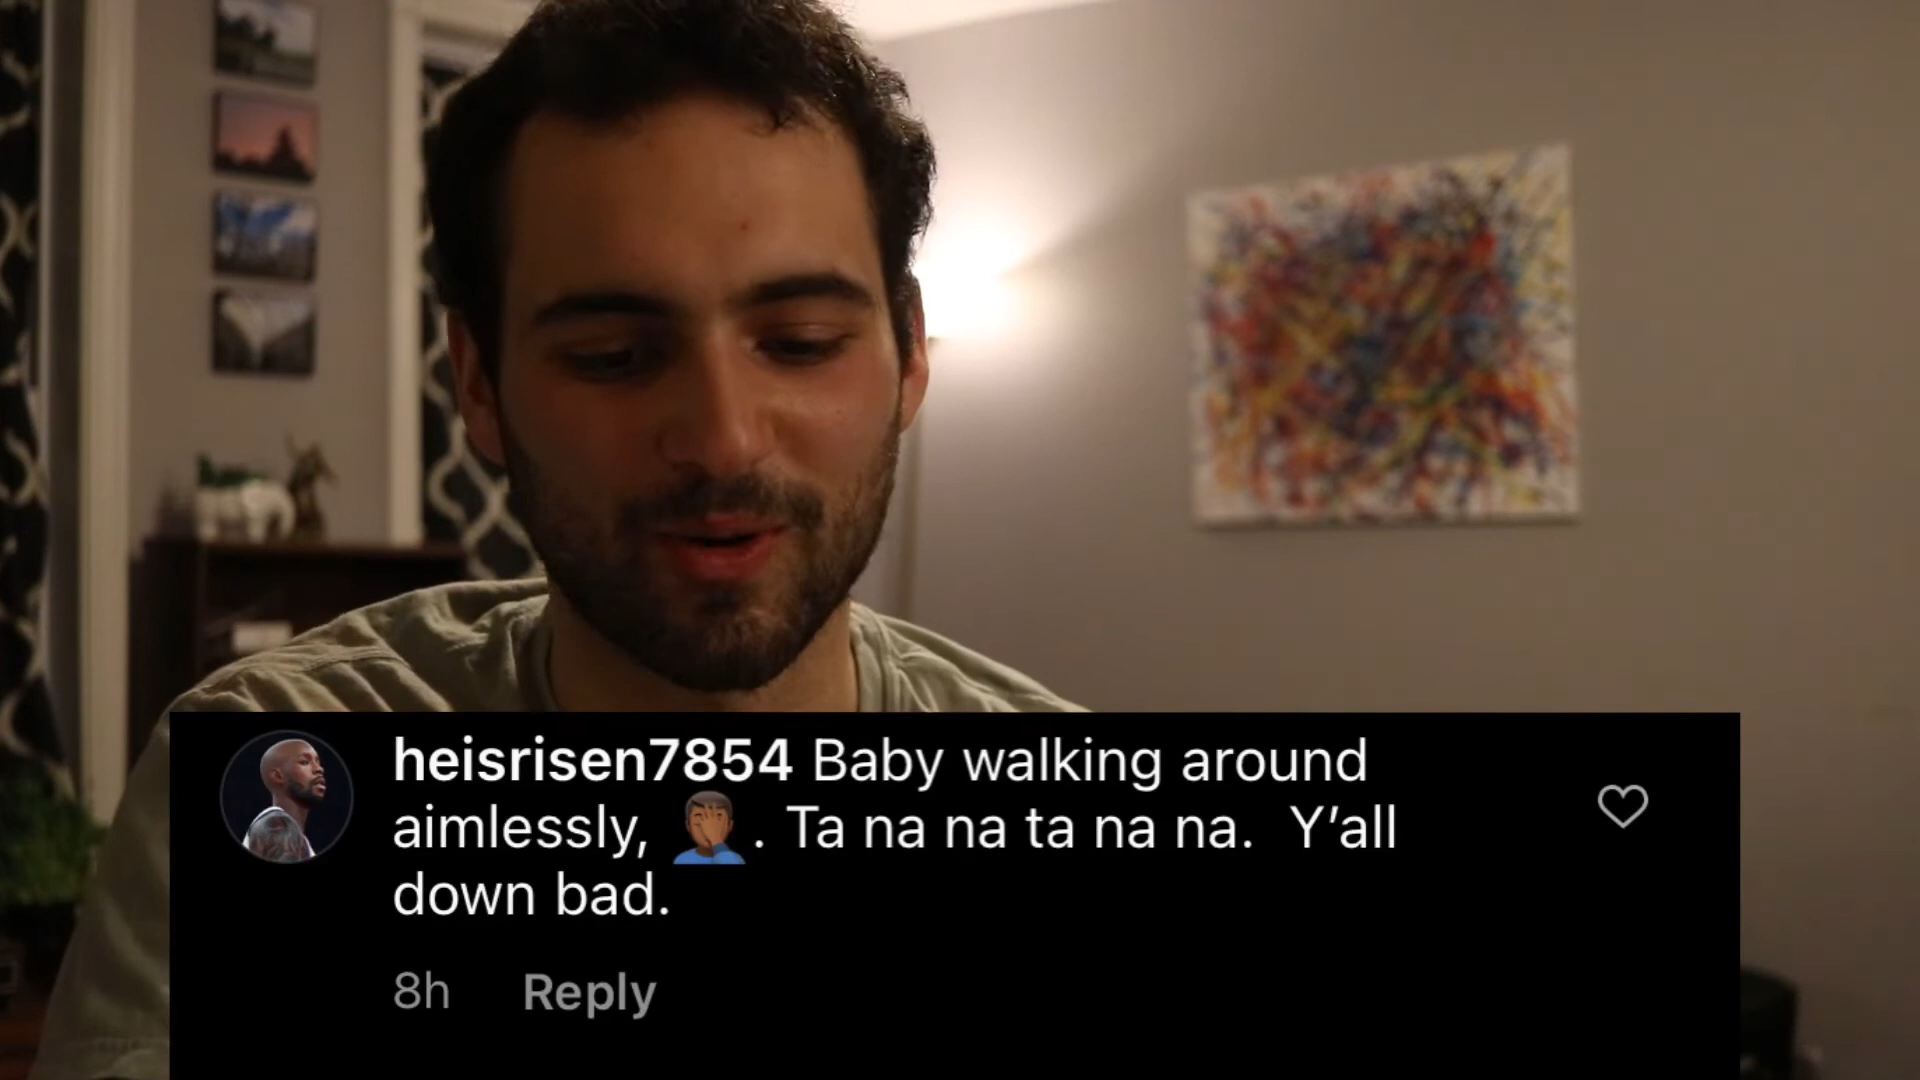 heisrisen7854 Baby walking around
aimlessly, 🤦🏾‍♂️. Ta na na ta na na. Y’all
down bad.
8h Reply